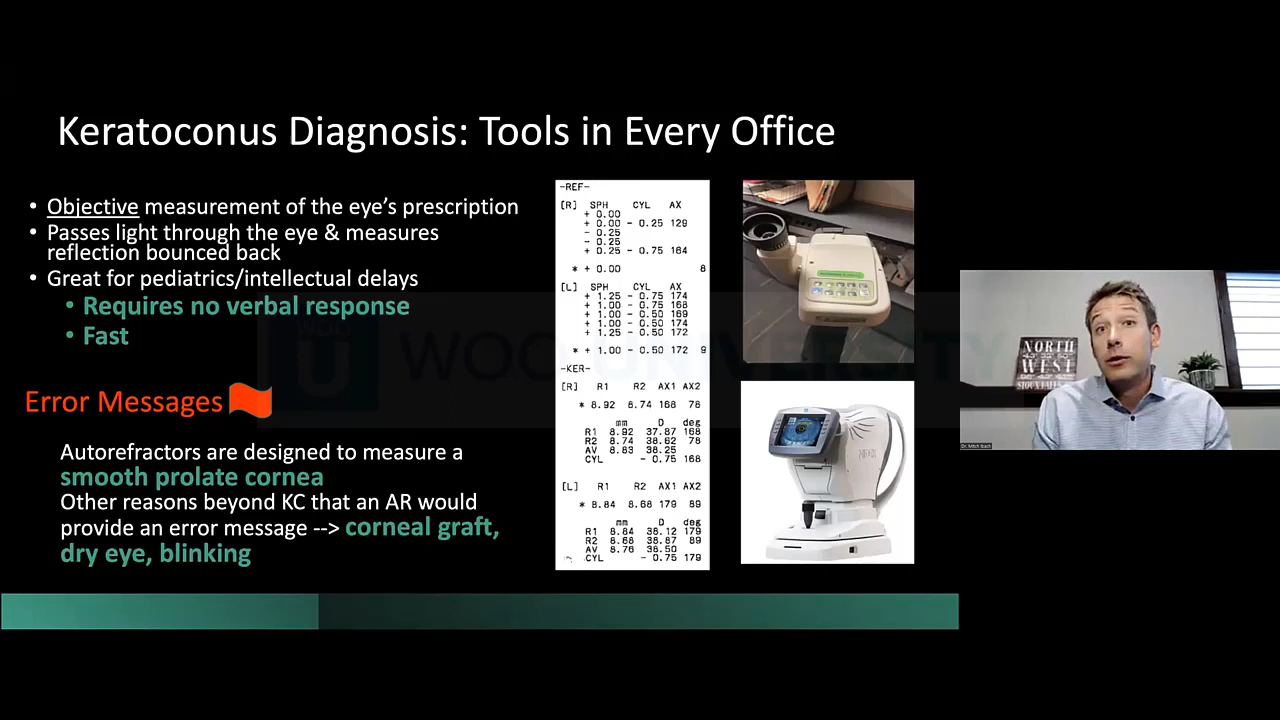 Keratoconus Diagnosis: Tools in Every Office
• Objective measurement of the eye's prescription
• Passes light through the eye & measures
reflection bounced back
• Great for pediatrics/intellectual delays
• Requires no verbal response
• Fast
Error Messages
Autorefractors are designed to measure a
smooth prolate cornea
Other reasons beyond KC that an AR would
provide an error message --> corneal graft,
dry eye, blinking
-REF-
[R] SPH CYL AX
+ 0.00
+ 0.00 - 0.25 129
- 0.25
- 0.25
+ 0.25 - 0.75 164
* + 0.00 8
[L] SPH CYL AX
+ 1.25 - 0.75 174
+ 1.00 - 0.75 168
+ 1.00 - 0.50 169
+ 1.00 - 0.50 174
+ 1.25 - 0.50 172
* + 1.00 - 0.50 172 9
-KER-
[R] R1 R2 AX1 AX2
* 8.92 8.74 168 78
mm D deg
R1 8.92 37.87 168
R2 8.74 38.62 78
AV 8.83 38.25
CYL - 0.75 168
[L] R1 R2 AX1 AX2
* 8.84 8.68 179 89
mm D deg
R1 8.84 38.12 179
R2 8.68 38.87 89
AV 8.76 38.50
CYL - 0.75 179
WOO UNIVERSITY
NORTH
WEST
SIOUX FALLS
Dr. Mitch Ibach